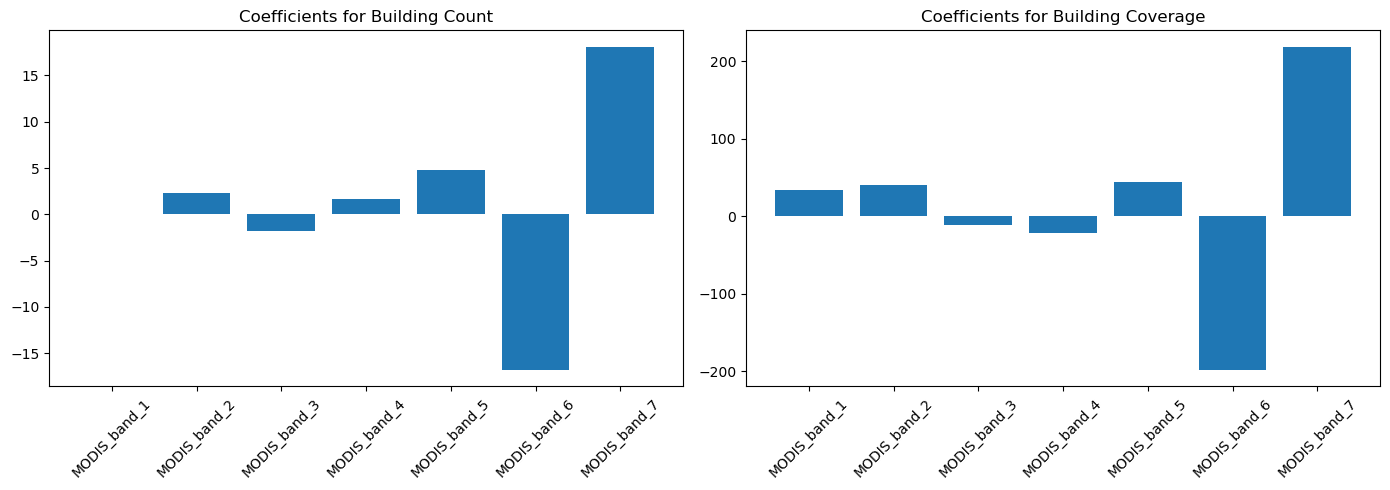 Coefficients for Building Count
15
10
5
0
−5
−10
−15
MODIS_band_1
MODIS_band_2
MODIS_band_3
MODIS_band_4
MODIS_band_5
MODIS_band_6
MODIS_band_7
Coefficients for Building Coverage
200
100
0
−100
−200
MODIS_band_1
MODIS_band_2
MODIS_band_3
MODIS_band_4
MODIS_band_5
MODIS_band_6
MODIS_band_7